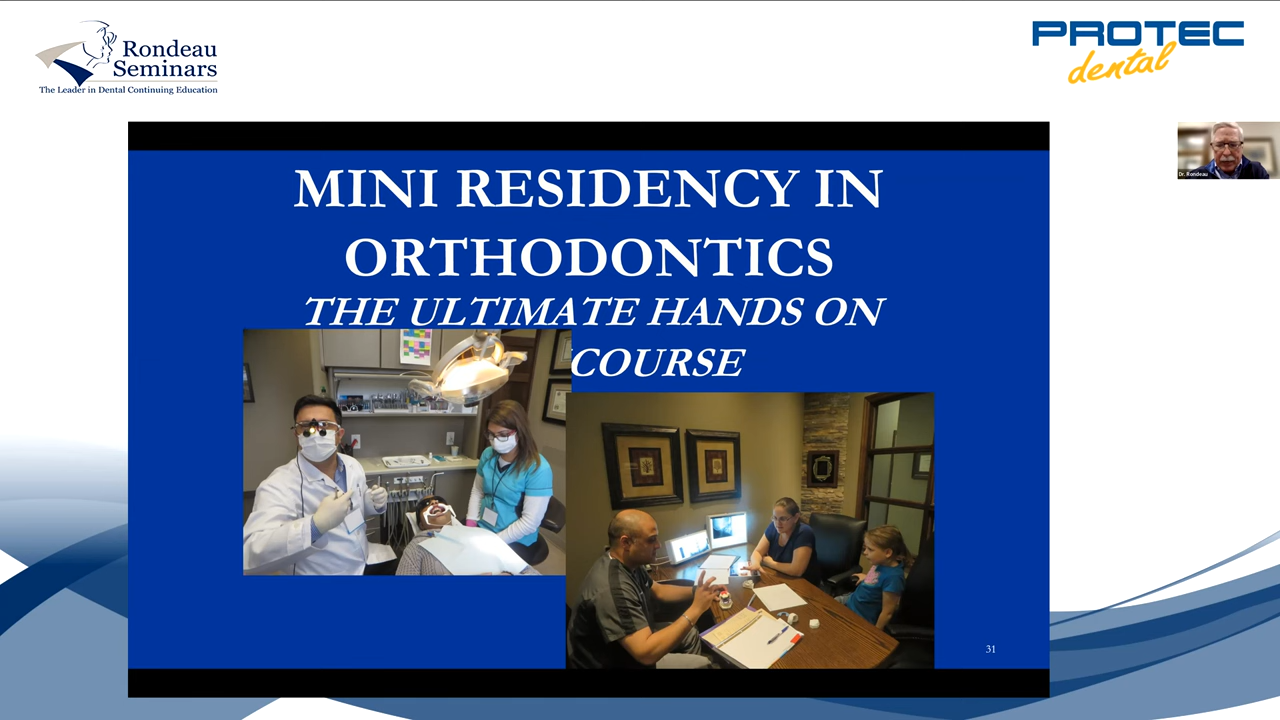 Rondeau
Seminars
The Leader in Dental Continuing Education
PROTEC
dental
Dr. Rondeau
MINI RESIDENCY IN
ORTHODONTICS
THE ULTIMATE HANDS ON
COURSE
31